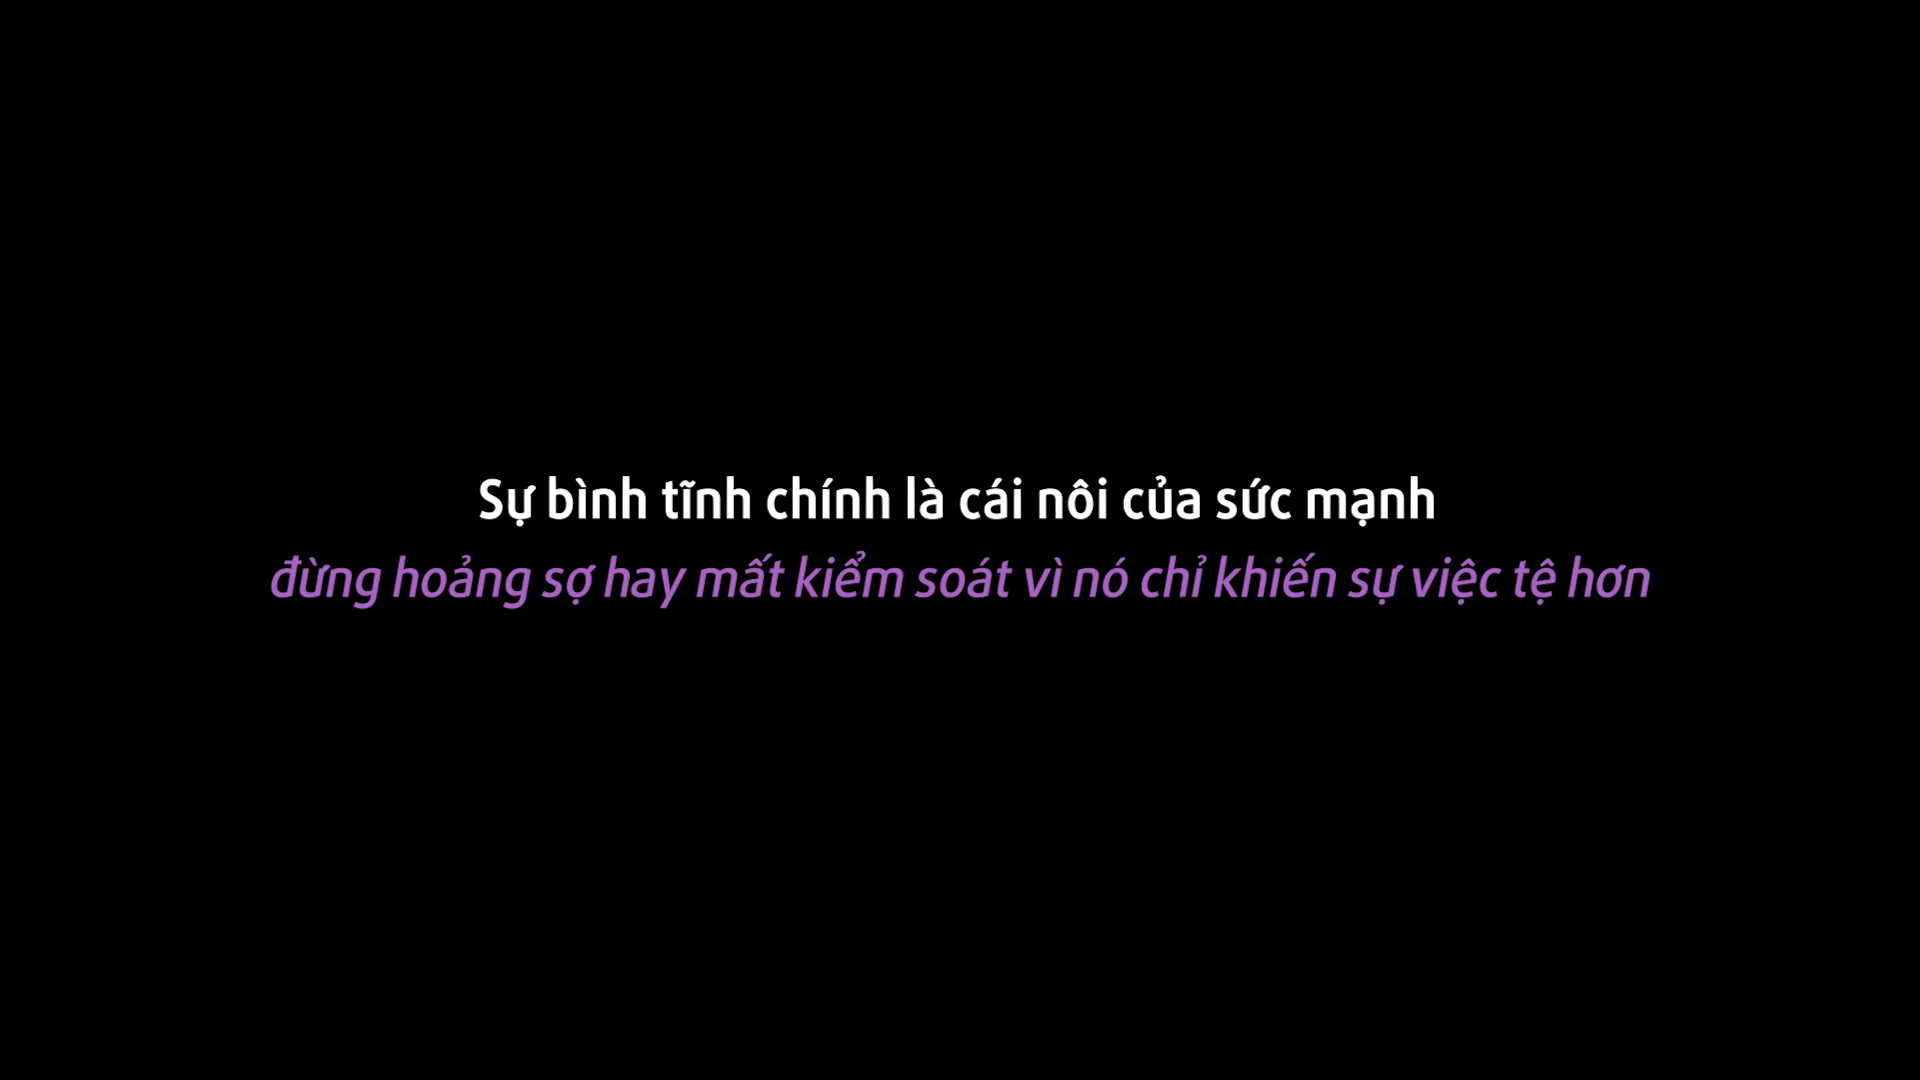 Sự bình tĩnh chính là cái nôi của sức mạnh
đừng hoảng sợ hay mất kiểm soát vì nó chỉ khiến sự việc tệ hơn